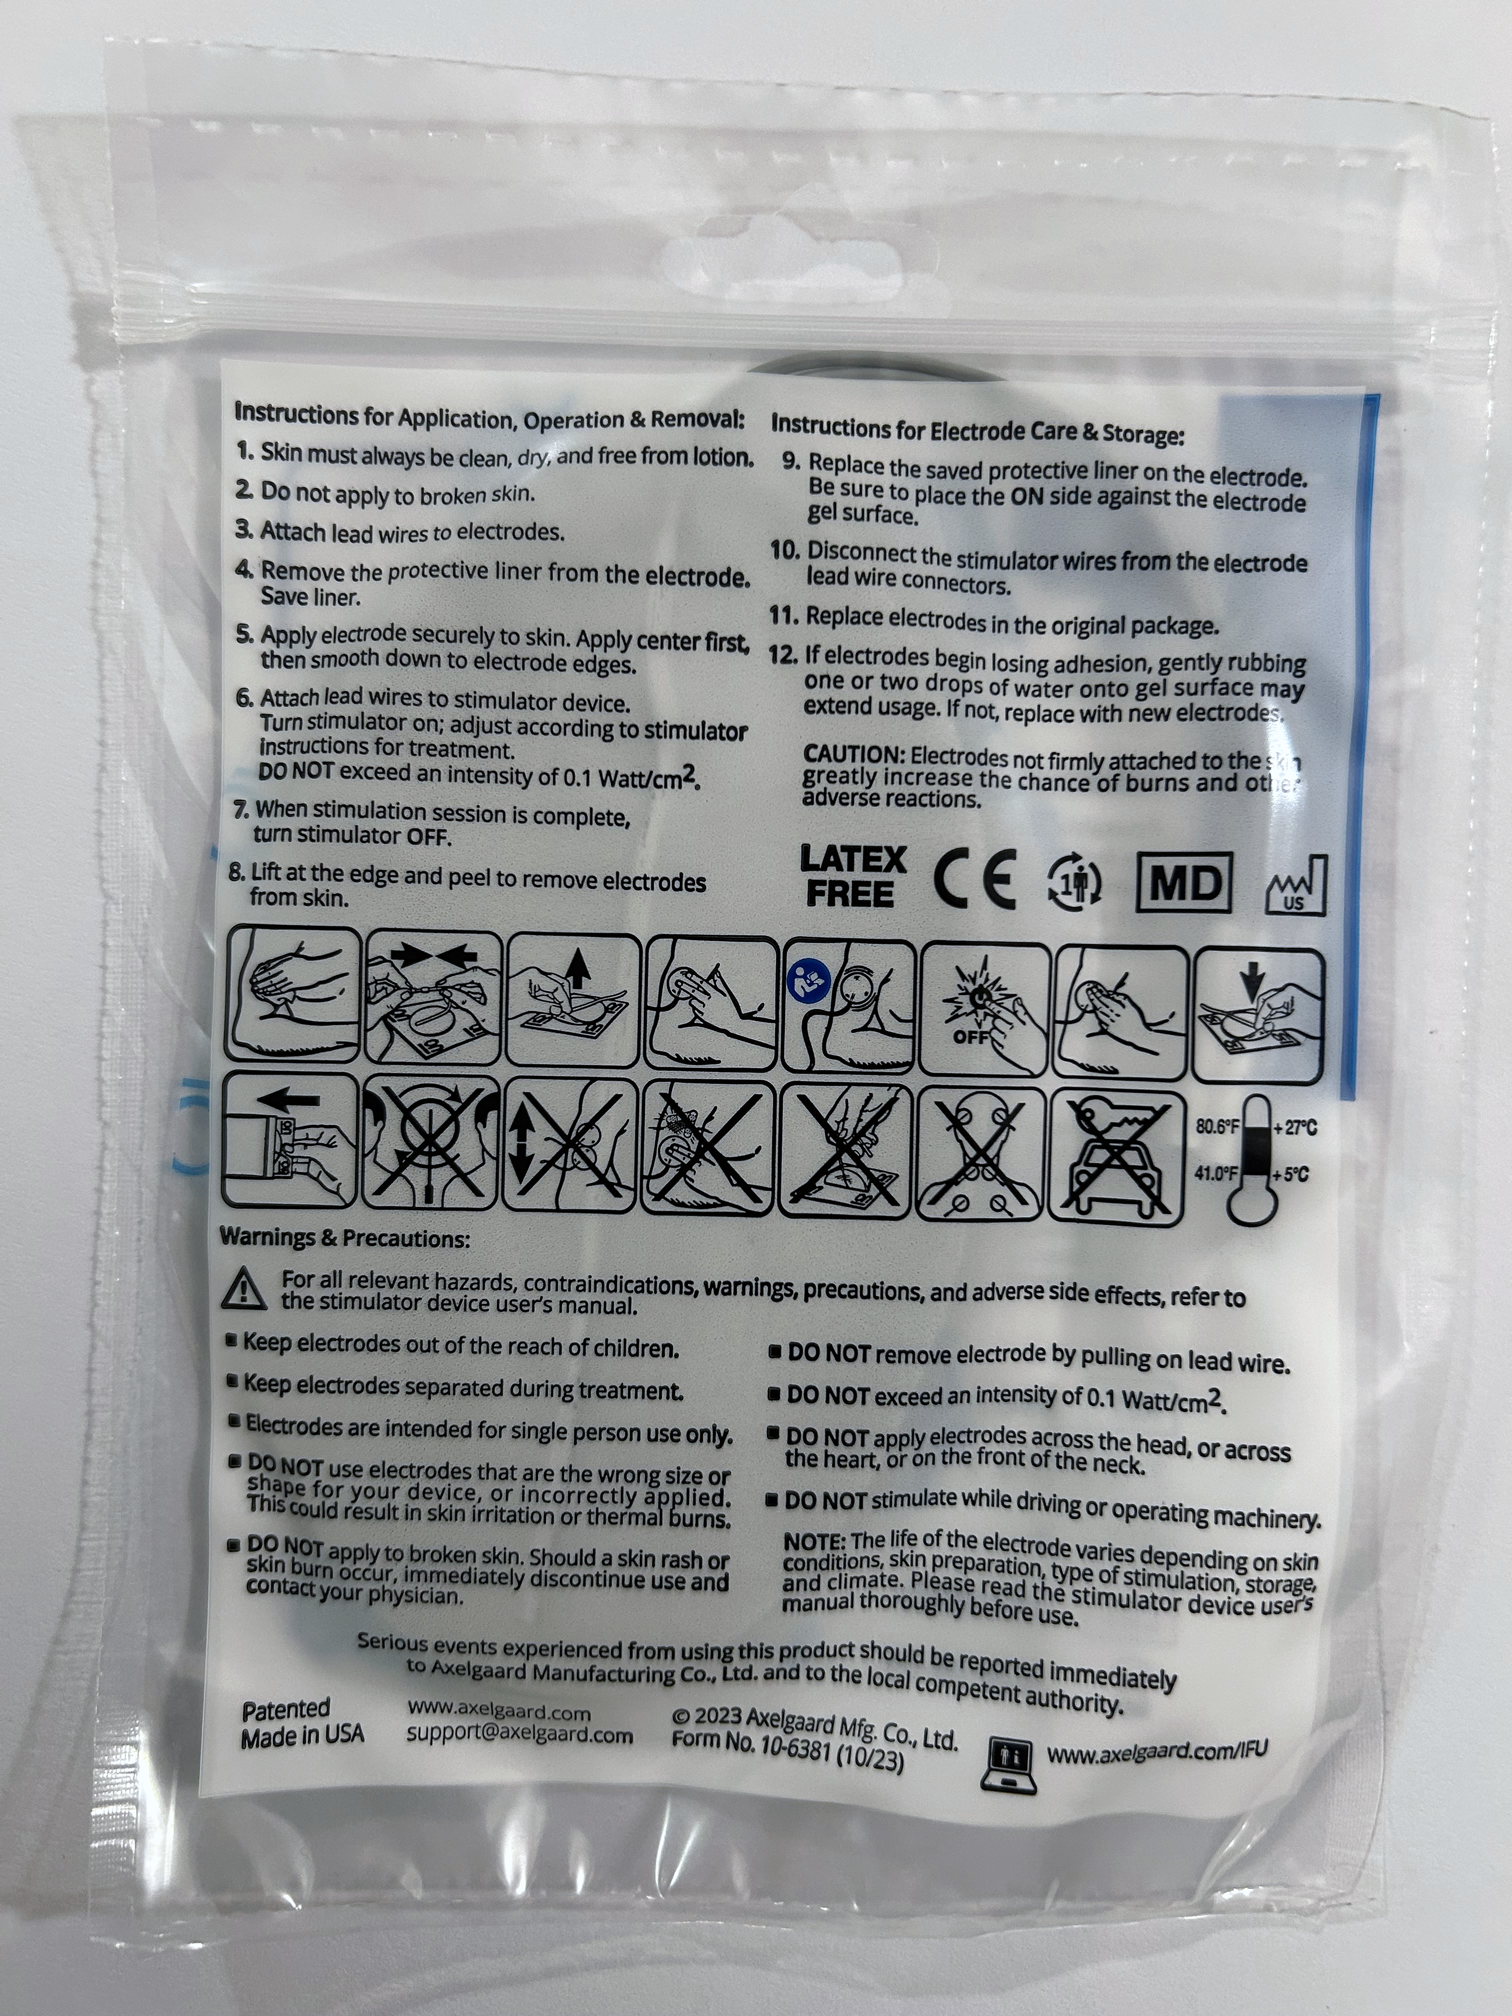 Instructions for Application, Operation & Removal:
1. Skin must always be clean, dry, and free from lotion.
2. Do not apply to broken skin.
3. Attach lead wires to electrodes.
4. Remove the protective liner from the electrode.
Save liner.
5. Apply electrode securely to skin. Apply center first,
then smooth down to electrode edges.
6. Attach lead wires to stimulator device.
Turn stimulator on; adjust according to stimulator
instructions for treatment.
DO NOT exceed an intensity of 0.1 Watt/cm².
7. When stimulation session is complete,
turn stimulator OFF.
8. Lift at the edge and peel to remove electrodes
from skin.
Instructions for Electrode Care & Storage:
9. Replace the saved protective liner on the electrode.
Be sure to place the ON side against the electrode
gel surface.
10. Disconnect the stimulator wires from the electrode
lead wire connectors.
11. Replace electrodes in the original package.
12. If electrodes begin losing adhesion, gently rubbing
one or two drops of water onto gel surface may
extend usage. If not, replace with new electrodes.
CAUTION: Electrodes not firmly attached to the skin
greatly increase the chance of burns and other
adverse reactions.
LATEX
FREE
CE
1
MD
US
OFF
80.6°F +27°C
41.0°F +5°C
Warnings & Precautions:
For all relevant hazards, contraindications, warnings, precautions, and adverse side effects, refer to
the stimulator device user's manual.
▪ Keep electrodes out of the reach of children.
▪ Keep electrodes separated during treatment.
▪ Electrodes are intended for single person use only.
▪ DO NOT use electrodes that are the wrong size or
shape for your device, or incorrectly applied.
This could result in skin irritation or thermal burns.
▪ DO NOT apply to broken skin. Should a skin rash or
skin burn occur, immediately discontinue use and
contact your physician.
▪ DO NOT remove electrode by pulling on lead wire.
▪ DO NOT exceed an intensity of 0.1 Watt/cm².
▪ DO NOT apply electrodes across the head, or across
the heart, or on the front of the neck.
▪ DO NOT stimulate while driving or operating machinery.
NOTE: The life of the electrode varies depending on skin
conditions, skin preparation, type of stimulation, storage,
and climate. Please read the stimulator device user's
manual thoroughly before use.
Serious events experienced from using this product should be reported immediately
to Axelgaard Manufacturing Co., Ltd. and to the local competent authority.
Patented
Made in USA
www.axelgaard.com
support@axelgaard.com
© 2023 Axelgaard Mfg. Co., Ltd.
Form No. 10-6381 (10/23)
www.axelgaard.com/IFU